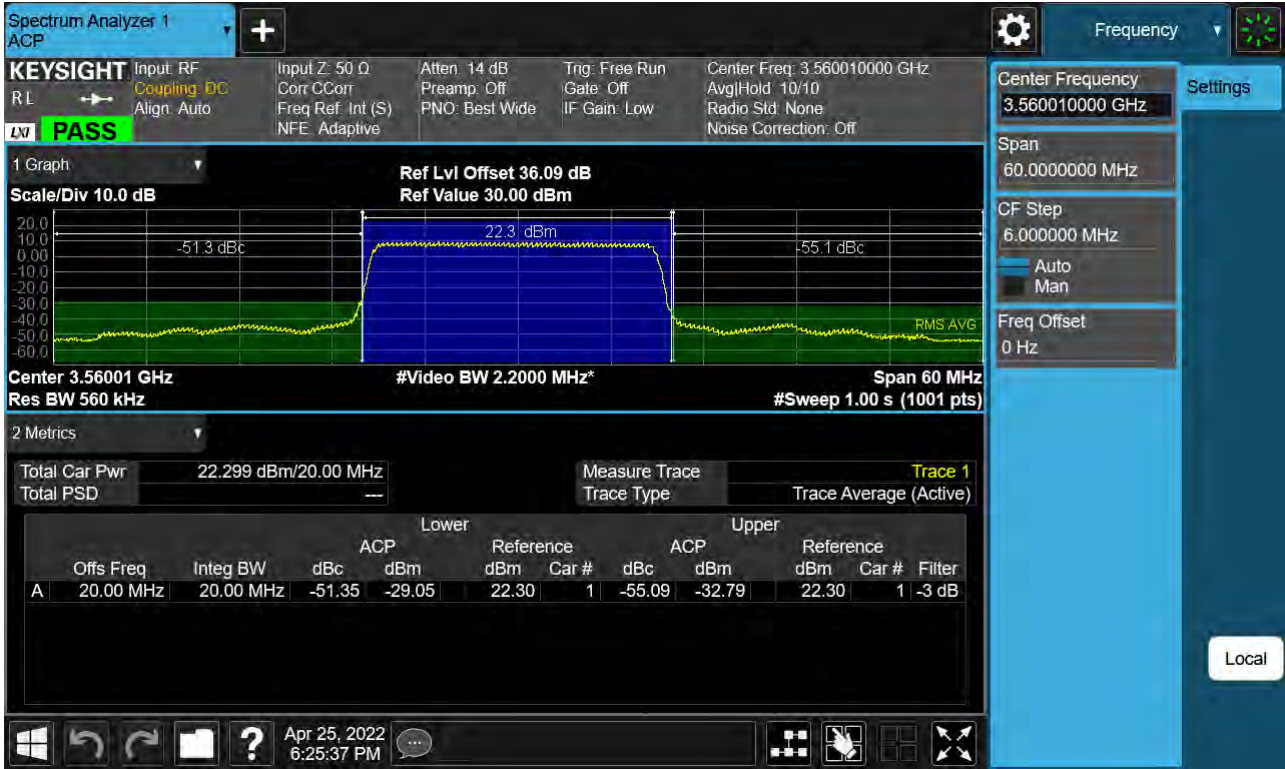 Spectrum Analyzer 1
ACP
+
Frequency
KEYSIGHT
RL
LXI
PASS
Input: RF
Coupling: DC
Align: Auto
Input Z: 50 Ω
Corr CCorr
Freq Ref: Int (S)
NFE: Adaptive
Atten: 14 dB
Preamp: Off
PNO: Best Wide
Trig: Free Run
Gate: Off
IF Gain: Low
Center Freq: 3.560010000 GHz
Avg|Hold: 10/10
Radio Std: None
Noise Correction: Off
Center Frequency
3.560010000 GHz
Settings
Span
60.0000000 MHz
CF Step
6.000000 MHz
Auto
Man
Freq Offset
0 Hz
1 Graph
Scale/Div 10.0 dB
Ref Lvl Offset 36.09 dB
Ref Value 30.00 dBm
20.0
10.0
0.00
-10.0
-20.0
-30.0
-40.0
-50.0
-60.0
-51.3 dBc
22.3 dBm
-55.1 dBc
RMS AVG
Center 3.56001 GHz
#Video BW 2.2000 MHz*
Span 60 MHz
Res BW 560 kHz
#Sweep 1.00 s (1001 pts)
2 Metrics
Total Car Pwr 22.299 dBm/20.00 MHz
Total PSD ---
Measure Trace Trace 1
Trace Type Trace Average (Active)
Lower Upper
ACP Reference ACP Reference
Offs Freq Integ BW dBc dBm dBm Car # dBc dBm dBm Car # Filter
A 20.00 MHz 20.00 MHz -51.35 -29.05 22.30 1 -55.09 -32.79 22.30 1 -3 dB
Local
?
Apr 25, 2022
6:25:37 PM